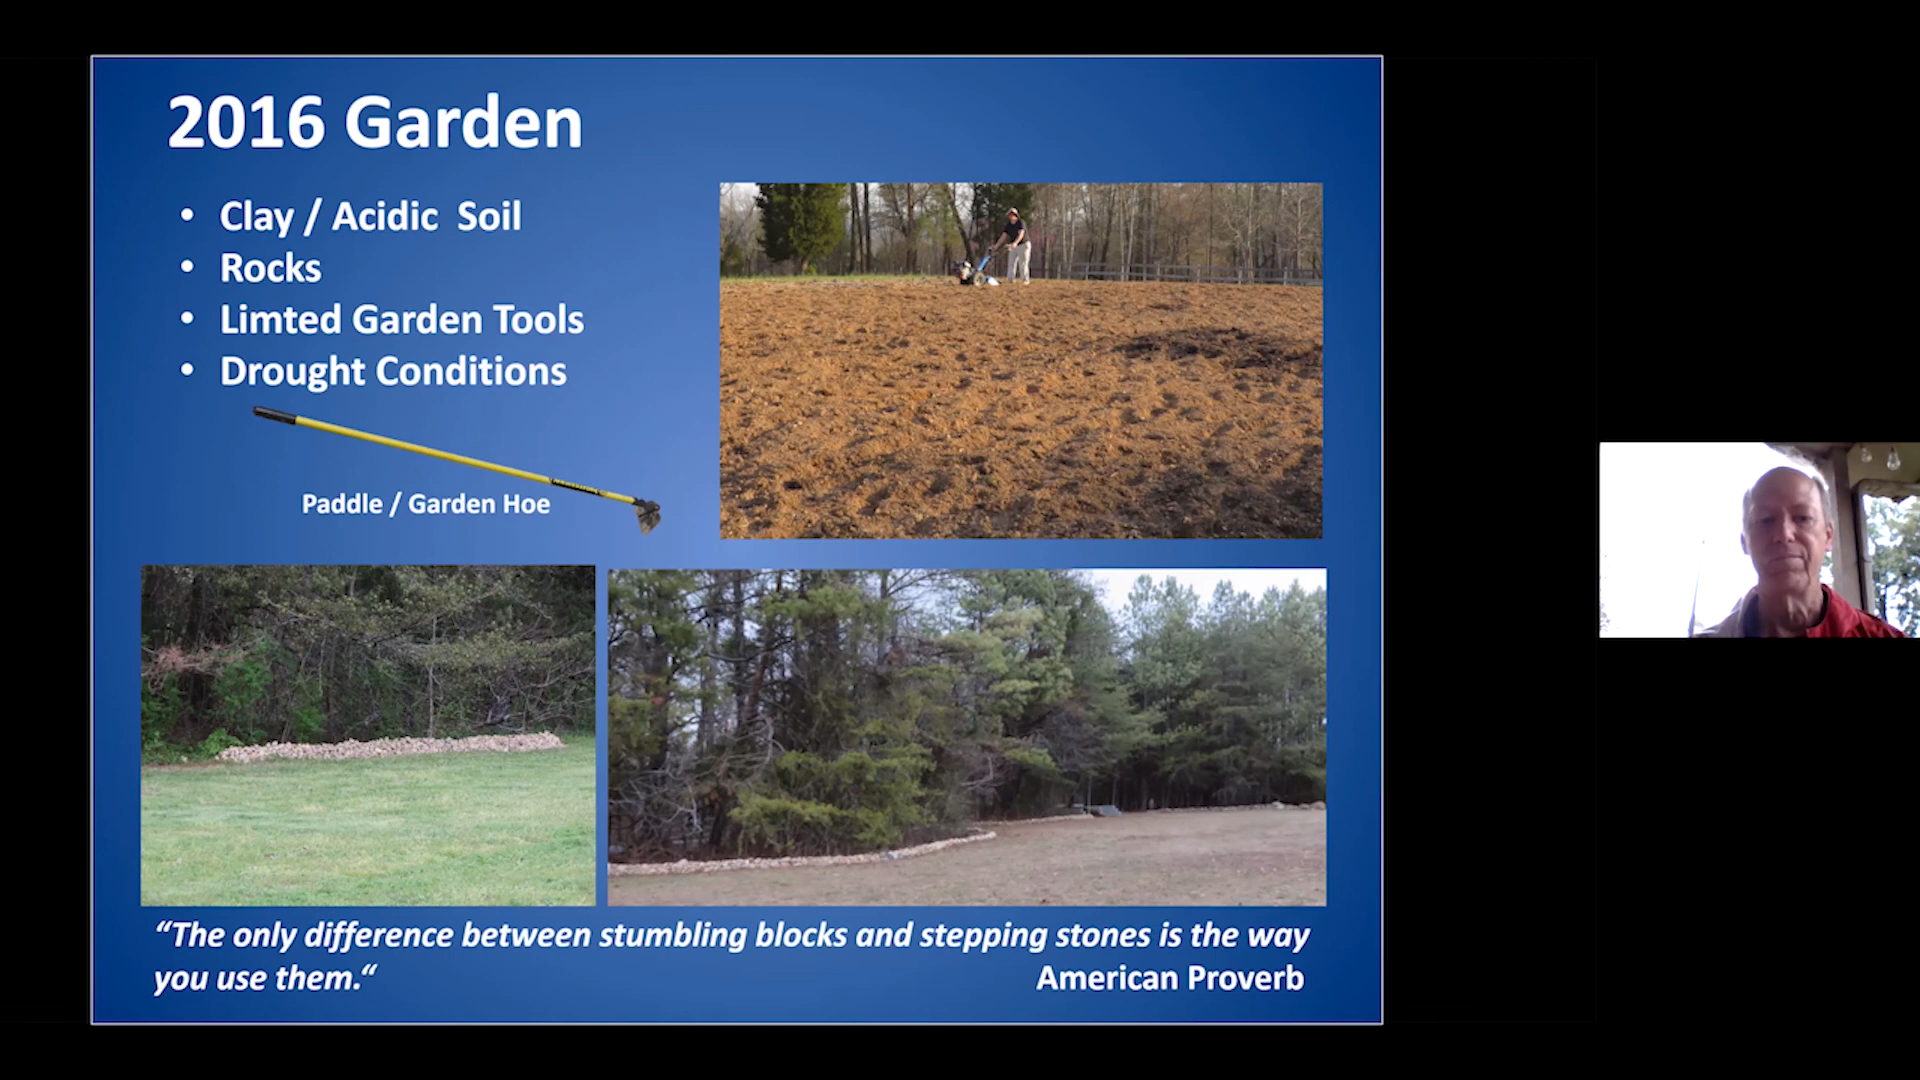 2016 Garden
• Clay / Acidic Soil
• Rocks
• Limted Garden Tools
• Drought Conditions
Paddle / Garden Hoe
“The only difference between stumbling blocks and stepping stones is the way
you use them.“
American Proverb